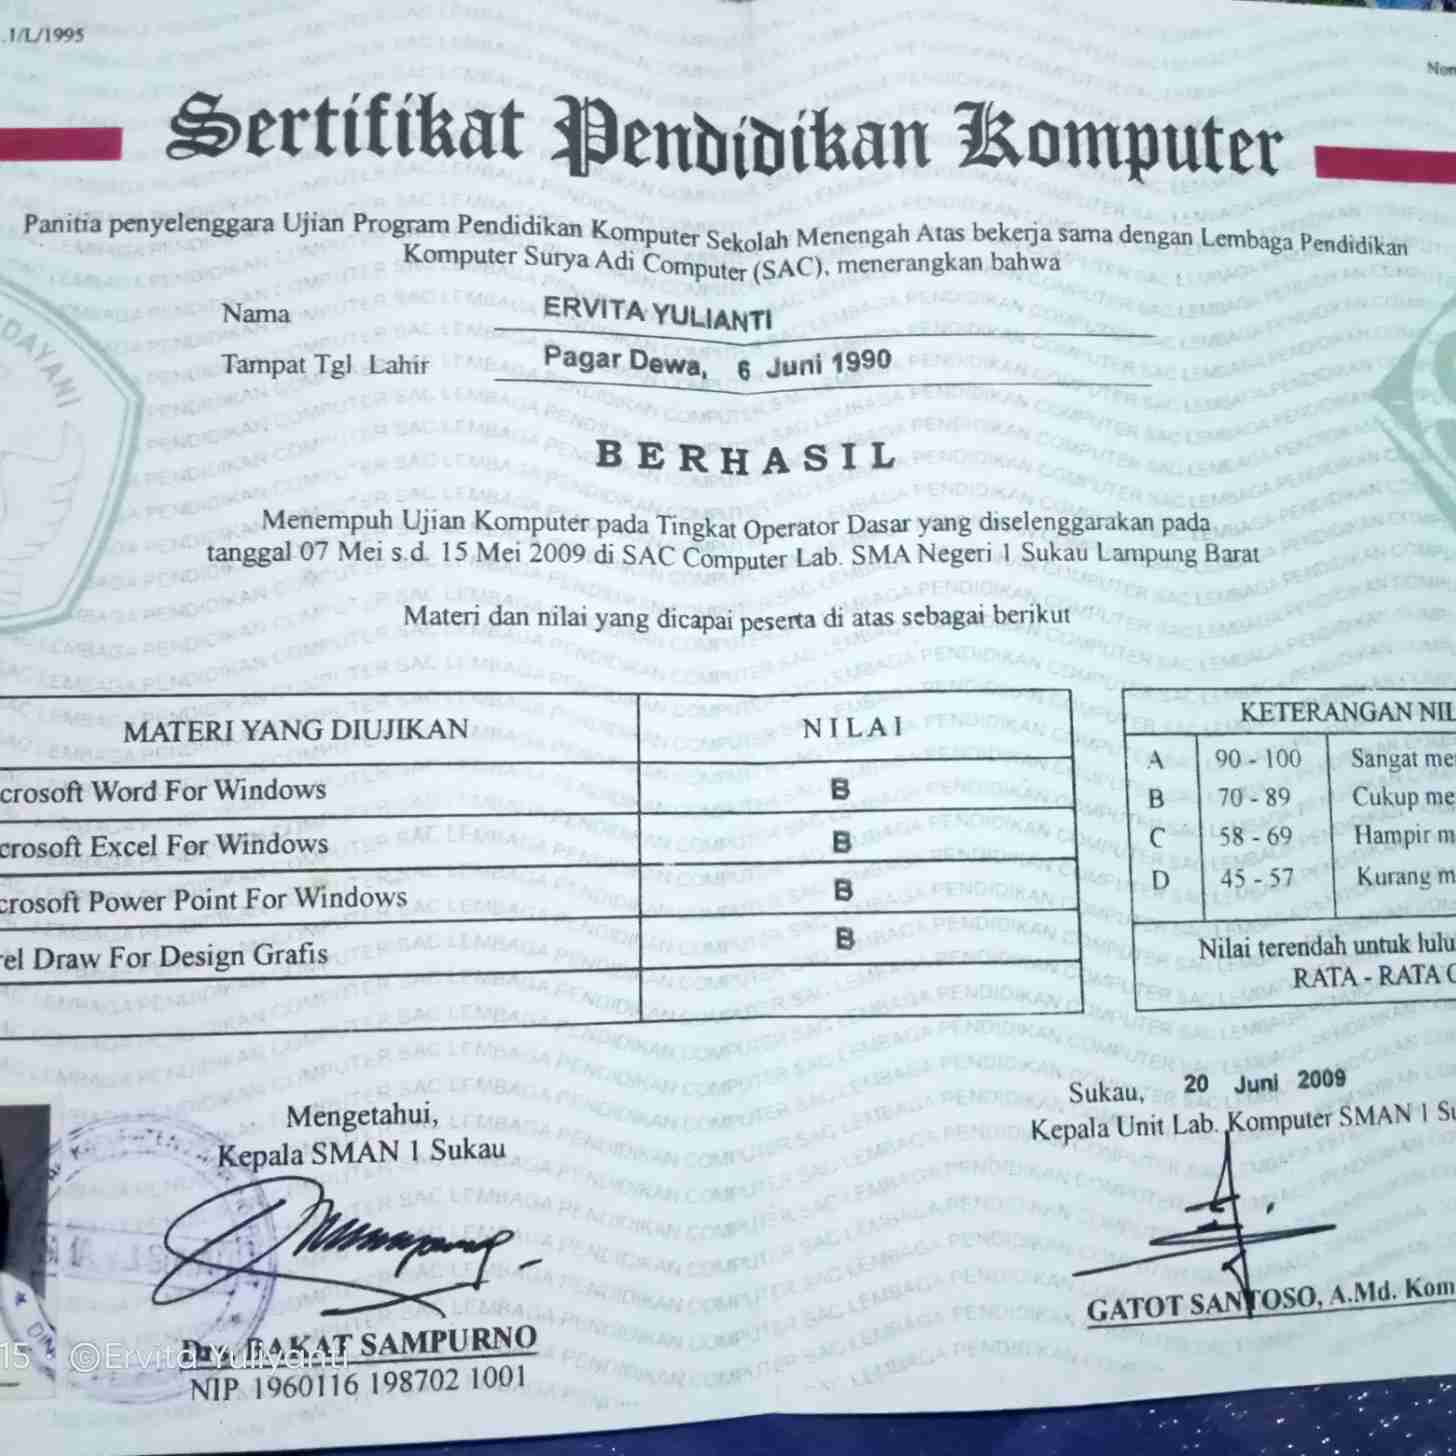 .1/L/1995
Sertifikat Pendidikan Komputer
Panitia penyelenggara Ujian Program Pendidikan Komputer Sekolah Menengah Atas bekerja sama dengan Lembaga Pendidikan
Komputer Surya Adi Computer (SAC), menerangkan bahwa
Nama ERVITA YULIANTI
Tampat Tgl Lahir Pagar Dewa, 6 Juni 1990
BERHASIL
Menempuh Ujian Komputer pada Tingkat Operator Dasar yang diselenggarakan pada
tanggal 07 Mei s.d. 15 Mei 2009 di SAC Computer Lab. SMA Negeri 1 Sukau Lampung Barat
Materi dan nilai yang dicapai peserta di atas sebagai berikut
MATERI YANG DIUJIKAN NILAI
crosoft Word For Windows B
crosoft Excel For Windows B
crosoft Power Point For Windows B
el Draw For Design Grafis B
KETERANGAN NIL
A 90 - 100 Sangat me
B 70 - 89 Cukup me
C 58 - 69 Hampir m
D 45 - 57 Kurang m
Nilai terendah untuk lulu
RATA - RATA
Mengetahui,
Kepala SMAN 1 Sukau
Drs. BAKAT SAMPURNO
NIP. 1960116 198702 1001
Sukau, 20 Juni 2009
Kepala Unit Lab. Komputer SMAN 1 Su
GATOT SANTOSO, A.Md. Kom
15 ©Ervita Yuliyanti